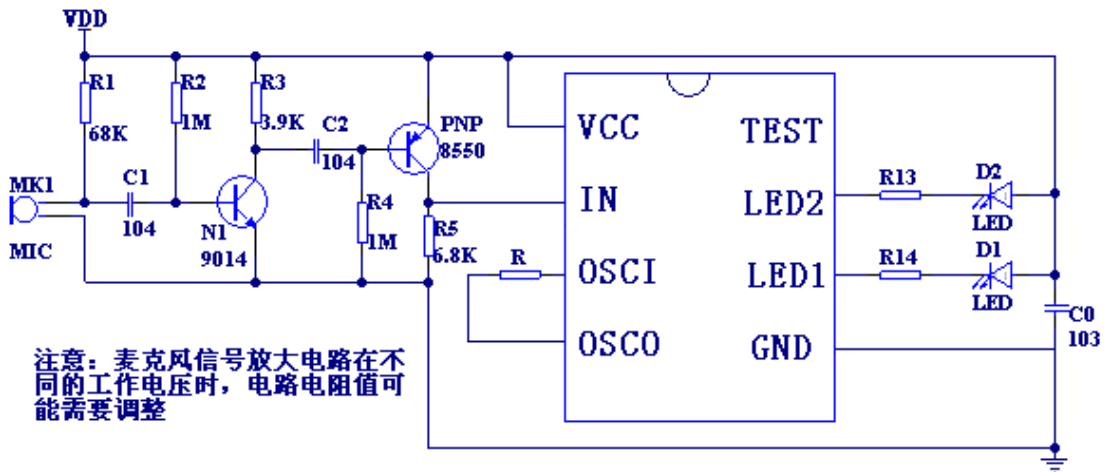 VDD
R1
68K
R2
1M
R3
3.9K
C2
104
PNP
8550
MK1
MIC
C1
104
N1
9014
R4
1M
R5
6.8K
R
VCC
IN
OSCI
OSCO
TEST
LED2
LED1
GND
R13
D2
LED
R14
D1
LED
C0
103
注意：麦克风信号放大电路在不
同的工作电压时，电路电阻值可
能需要调整